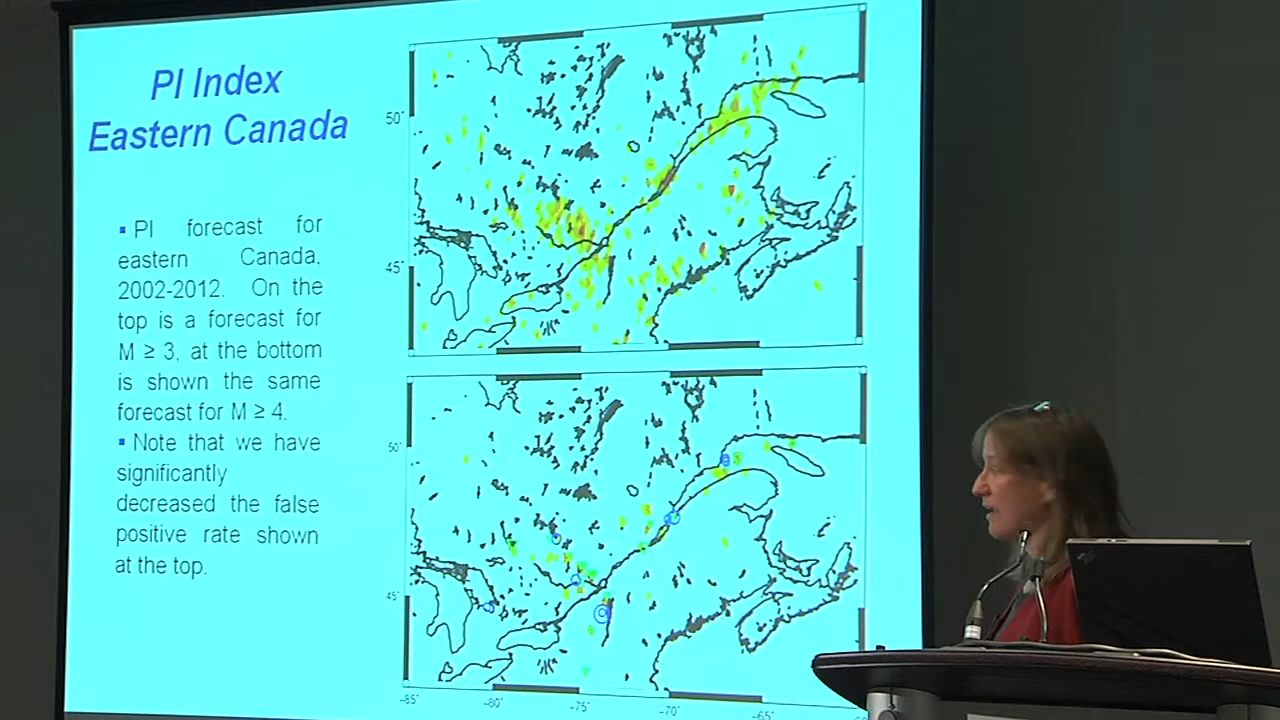 PI Index
Eastern Canada
▪ PI forecast for
eastern Canada,
2002-2012. On the
top is a forecast for
M ≥ 3, at the bottom
is shown the same
forecast for M ≥ 4.
▪ Note that we have
significantly
decreased the false
positive rate shown
at the top.
50°
45°
50°
45°
-85°
-80°
-75°
-70°
-65°